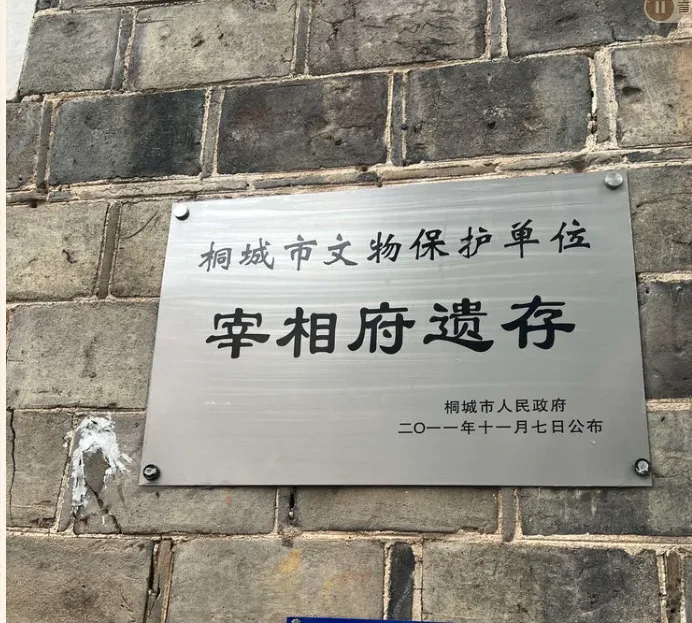 桐城市文物保护单位
宰相府遗存
桐城市人民政府
二〇一一年十一月七日公布